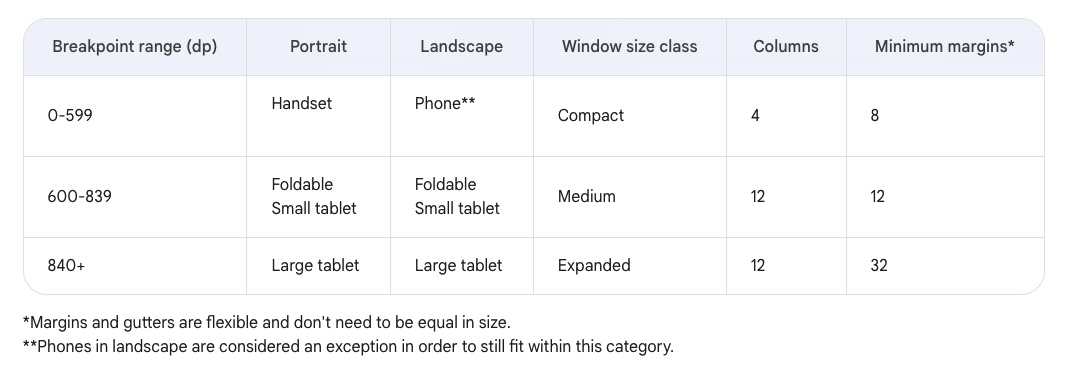 Breakpoint range (dp) Portrait Landscape Window size class Columns Minimum margins*
0-599 Handset Phone** Compact 4 8
600-839 Foldable Small tablet Foldable Small tablet Medium 12 12
840+ Large tablet Large tablet Expanded 12 32
*Margins and gutters are flexible and don't need to be equal in size.
**Phones in landscape are considered an exception in order to still fit within this category.